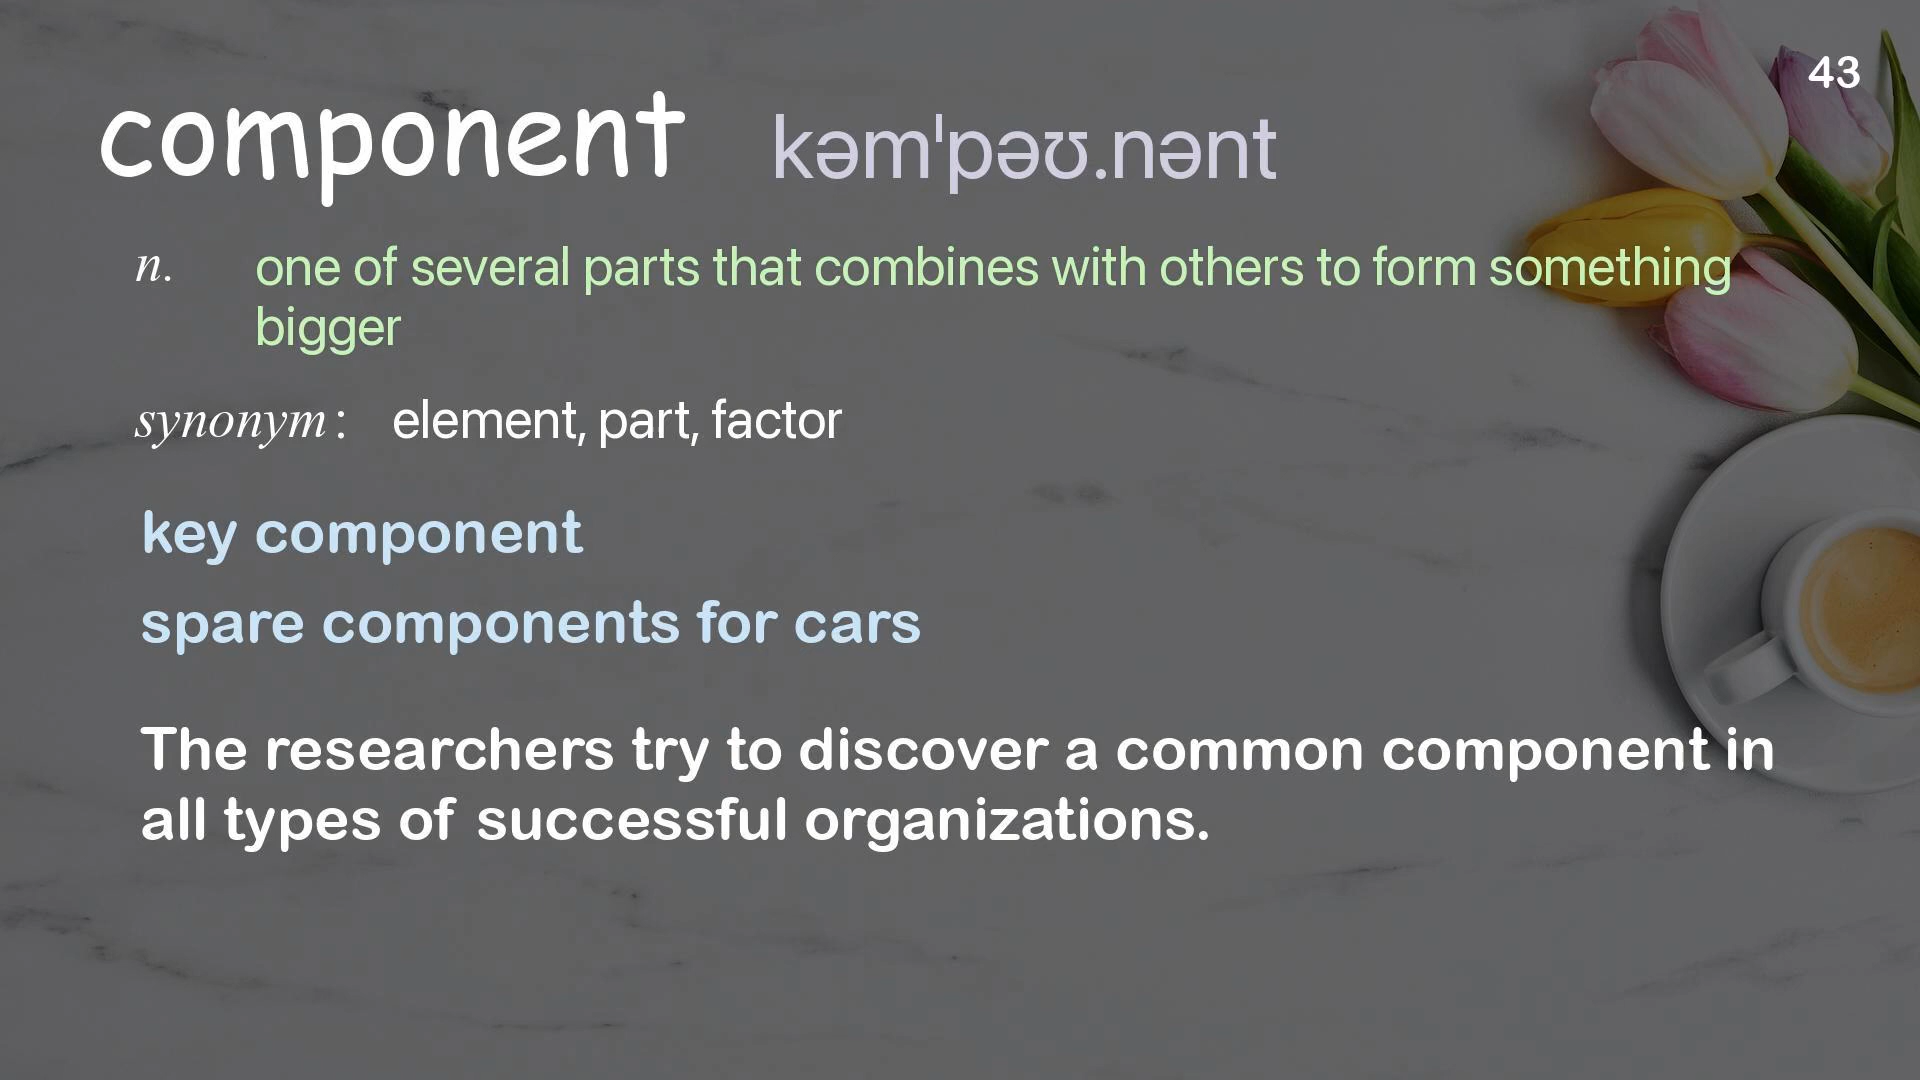 43
component kəmˈpəʊ.nənt
n. one of several parts that combines with others to form something
bigger
synonym: element, part, factor
key component
spare components for cars
The researchers try to discover a common component in
all types of successful organizations.